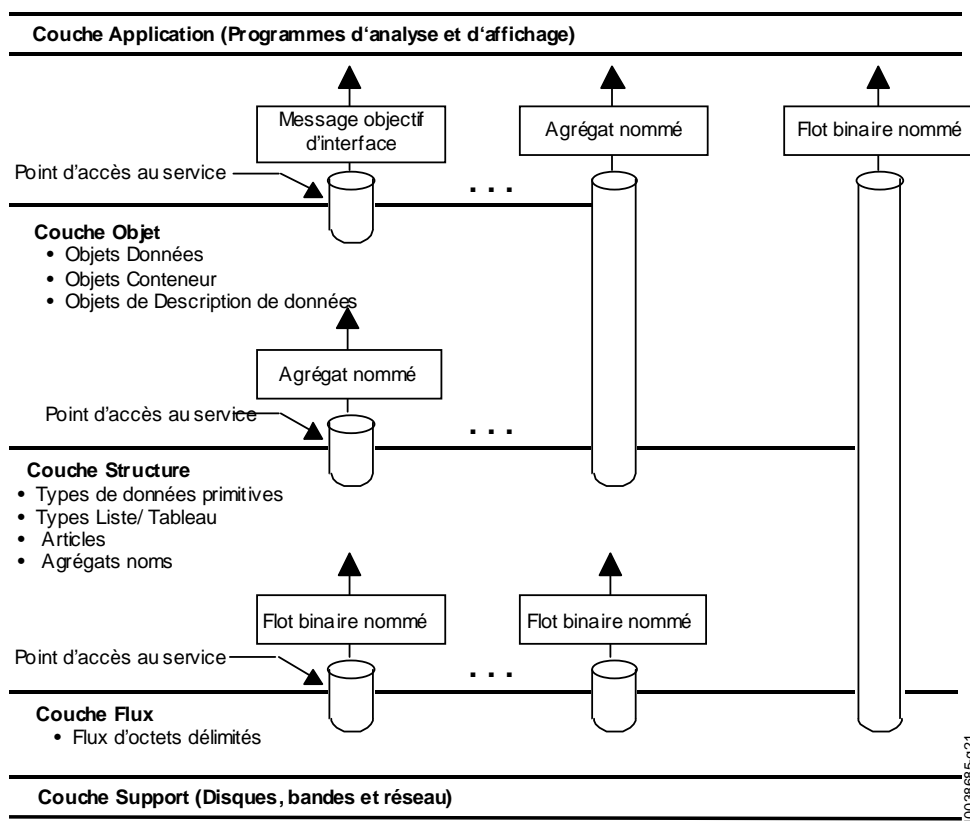 Couche Application (Programmes d‘analyse et d‘affichage)
Message objectif
d’interface
Agrégat nommé
Flot binaire nommé
Point d’accès au service
. . .
Couche Objet
• Objets Données
• Objets Conteneur
• Objets de Description de données
Agrégat nommé
Point d’accès au service
. . .
Couche Structure
• Types de données primitives
• Types Liste/ Tableau
• Articles
• Agrégats noms
Flot binaire nommé
Flot binaire nommé
Point d’accès au service
. . .
Couche Flux
• Flux d’octets délimités
Couche Support (Disques, bandes et réseau)
0038685-g21